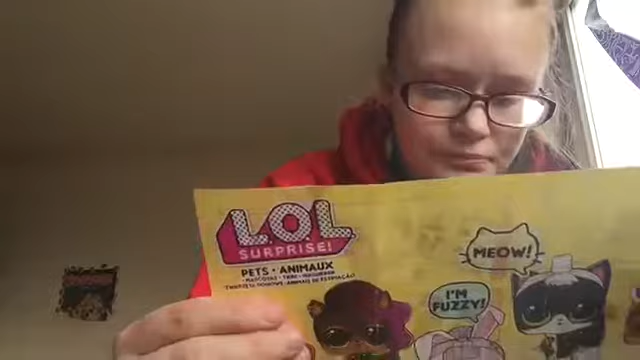 L.O.L.
SURPRISE!
PETS • ANIMAUX
MEOW!
I'M
FUZZY!